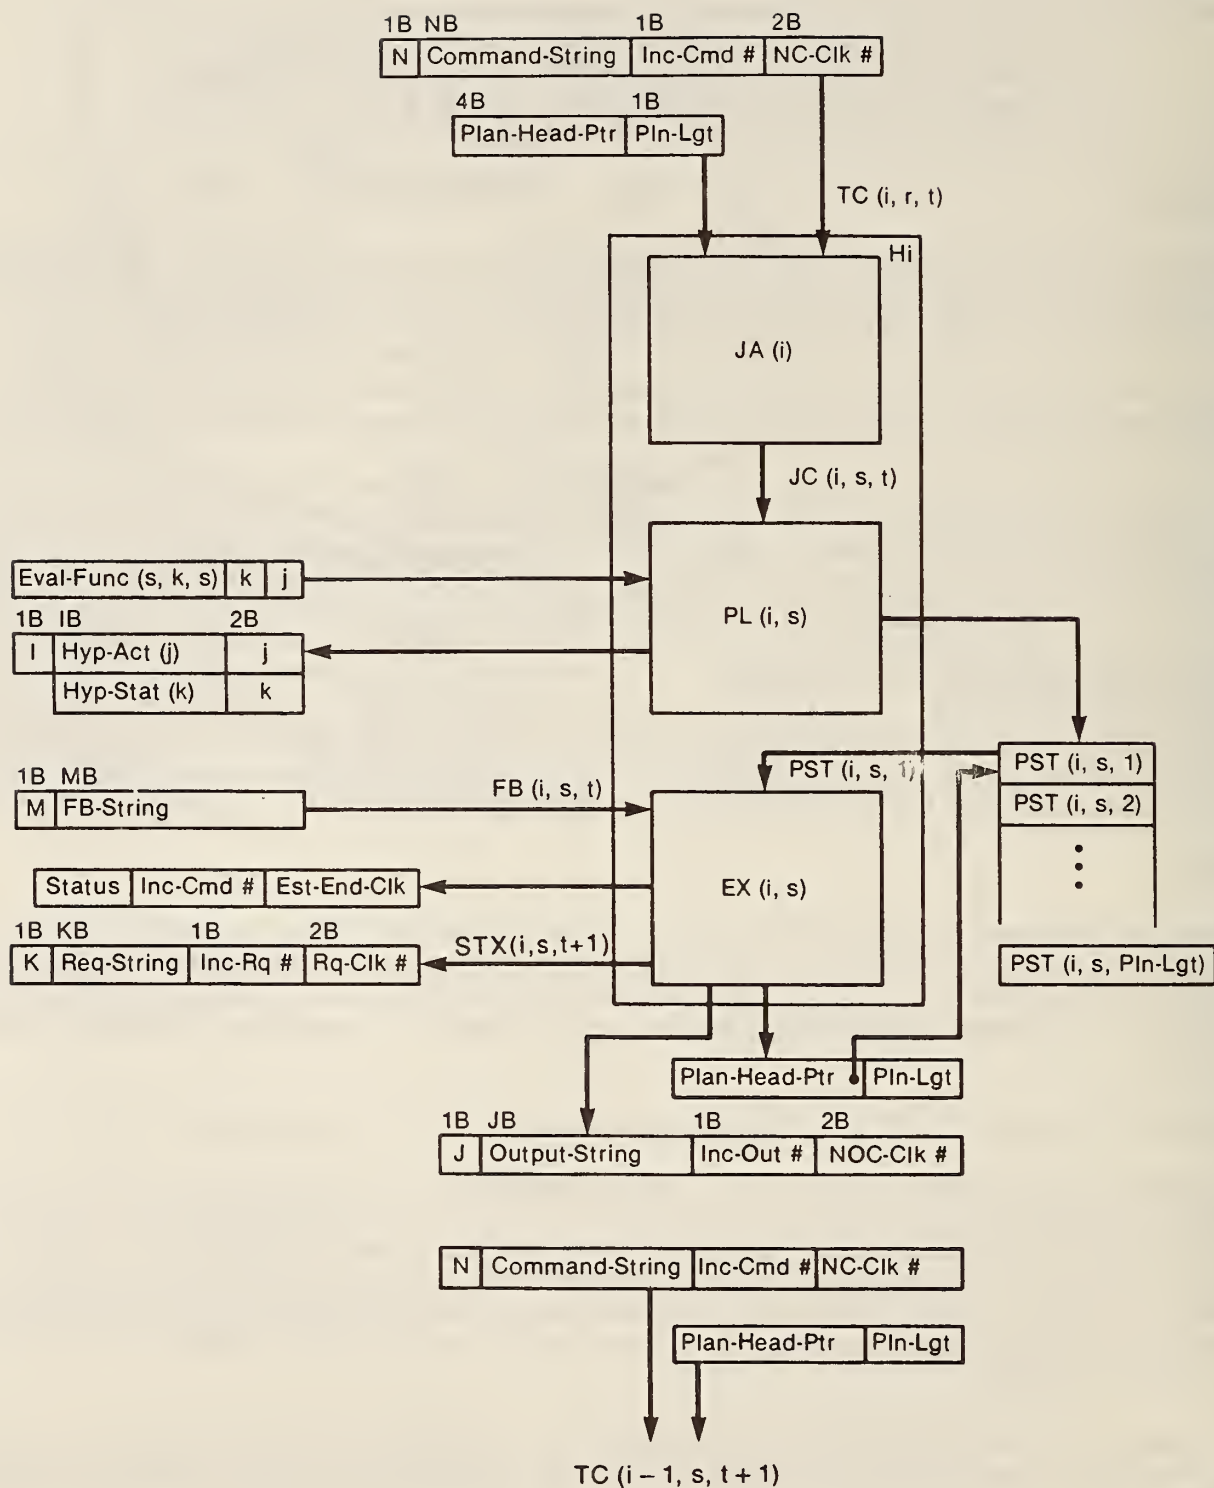 1B NB 1B 2B
N Command-String Inc-Cmd # NC-Clk #
4B 1B
Plan-Head-Ptr Pln-Lgt
TC (i, r, t)
Hi
JA (i)
JC (i, s, t)
Eval-Func (s, k, s) k j
PL (i, s)
1B IB 2B
I Hyp-Act (j) j
Hyp-Stat (k) k
PST (i, s, 1)
PST (i, s, 1)
1B MB
M FB-String
FB (i, s, t)
PST (i, s, 2)
Status Inc-Cmd # Est-End-Clk
EX (i, s)
1B KB 1B 2B
K Req-String Inc-Rq # Rq-Clk #
STX(i,s,t+1)
PST (i, s, Pln-Lgt)
Plan-Head-Ptr Pln-Lgt
1B JB 1B 2B
J Output-String Inc-Out # NOC-Clk #
N Command-String Inc-Cmd # NC-Clk #
Plan-Head-Ptr Pln-Lgt
TC (i – 1, s, t + 1)